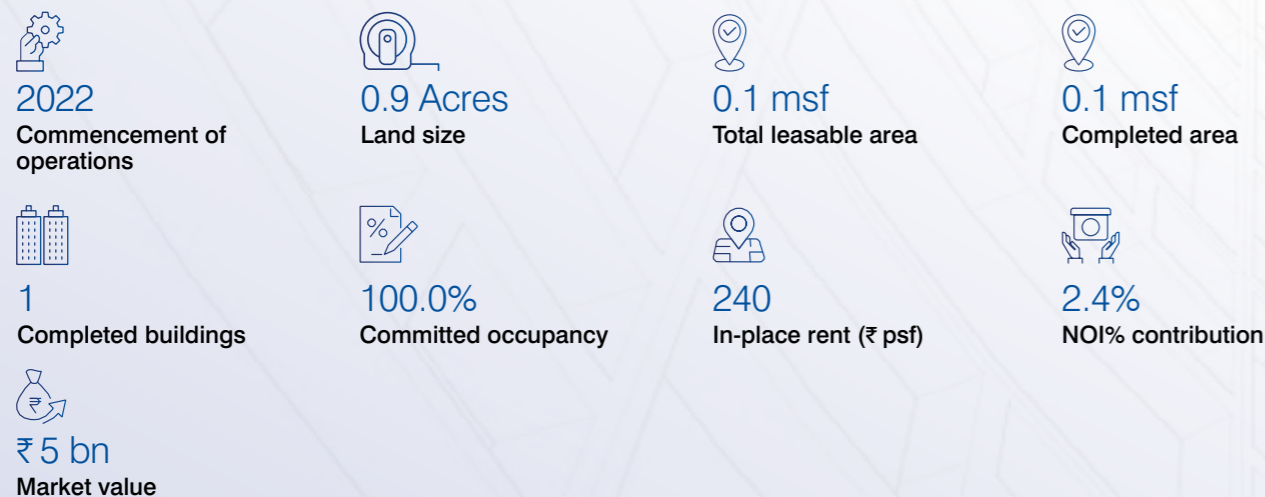 2022
Commencement of
operations
0.9 Acres
Land size
0.1 msf
Total leasable area
0.1 msf
Completed area
1
Completed buildings
%
100.0%
Committed occupancy
240
In-place rent (₹ psf)
2.4%
NOI% contribution
₹
₹ 5 bn
Market value